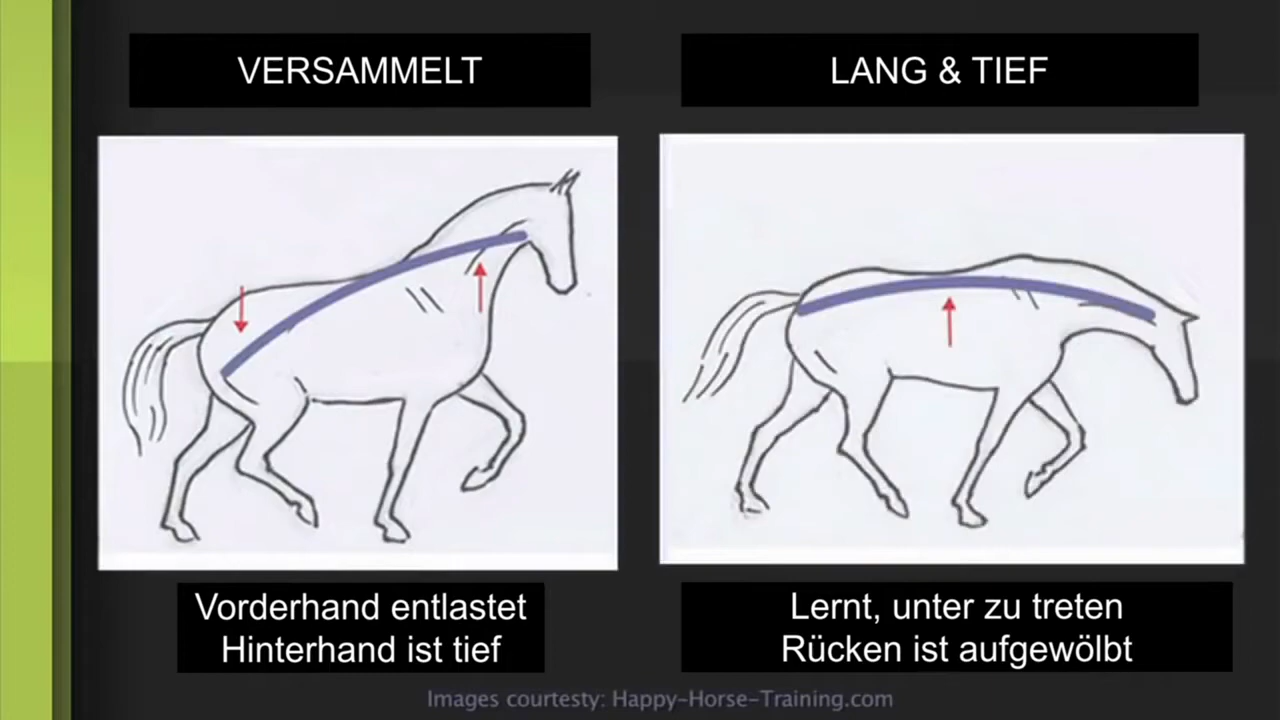 VERSAMMELT
LANG & TIEF
Vorderhand entlastet
Hinterhand ist tief
Lernt, unter zu treten
Rücken ist aufgewölbt
Images courtesty: Happy-Horse-Training.com